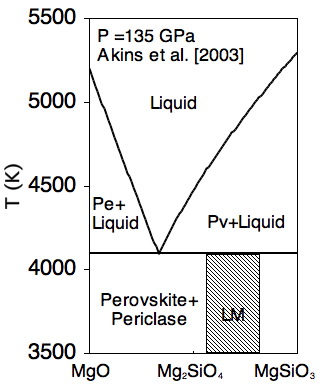 P =135 GPa
Akins et al. [2003]
5500
5000
4500
4000
3500
T (K)
Liquid
Pe+
Liquid
Pv+Liquid
Perovskite+
Periclase
LM
MgO
Mg₂SiO₄
MgSiO₃